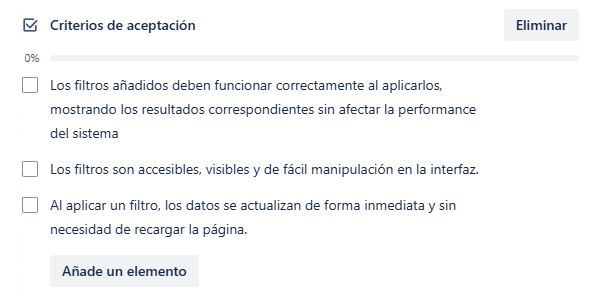 Criterios de aceptación
Eliminar
0%
Los filtros añadidos deben funcionar correctamente al aplicarlos,
mostrando los resultados correspondientes sin afectar la performance
del sistema
Los filtros son accesibles, visibles y de fácil manipulación en la interfaz.
Al aplicar un filtro, los datos se actualizan de forma inmediata y sin
necesidad de recargar la página.
Añade un elemento